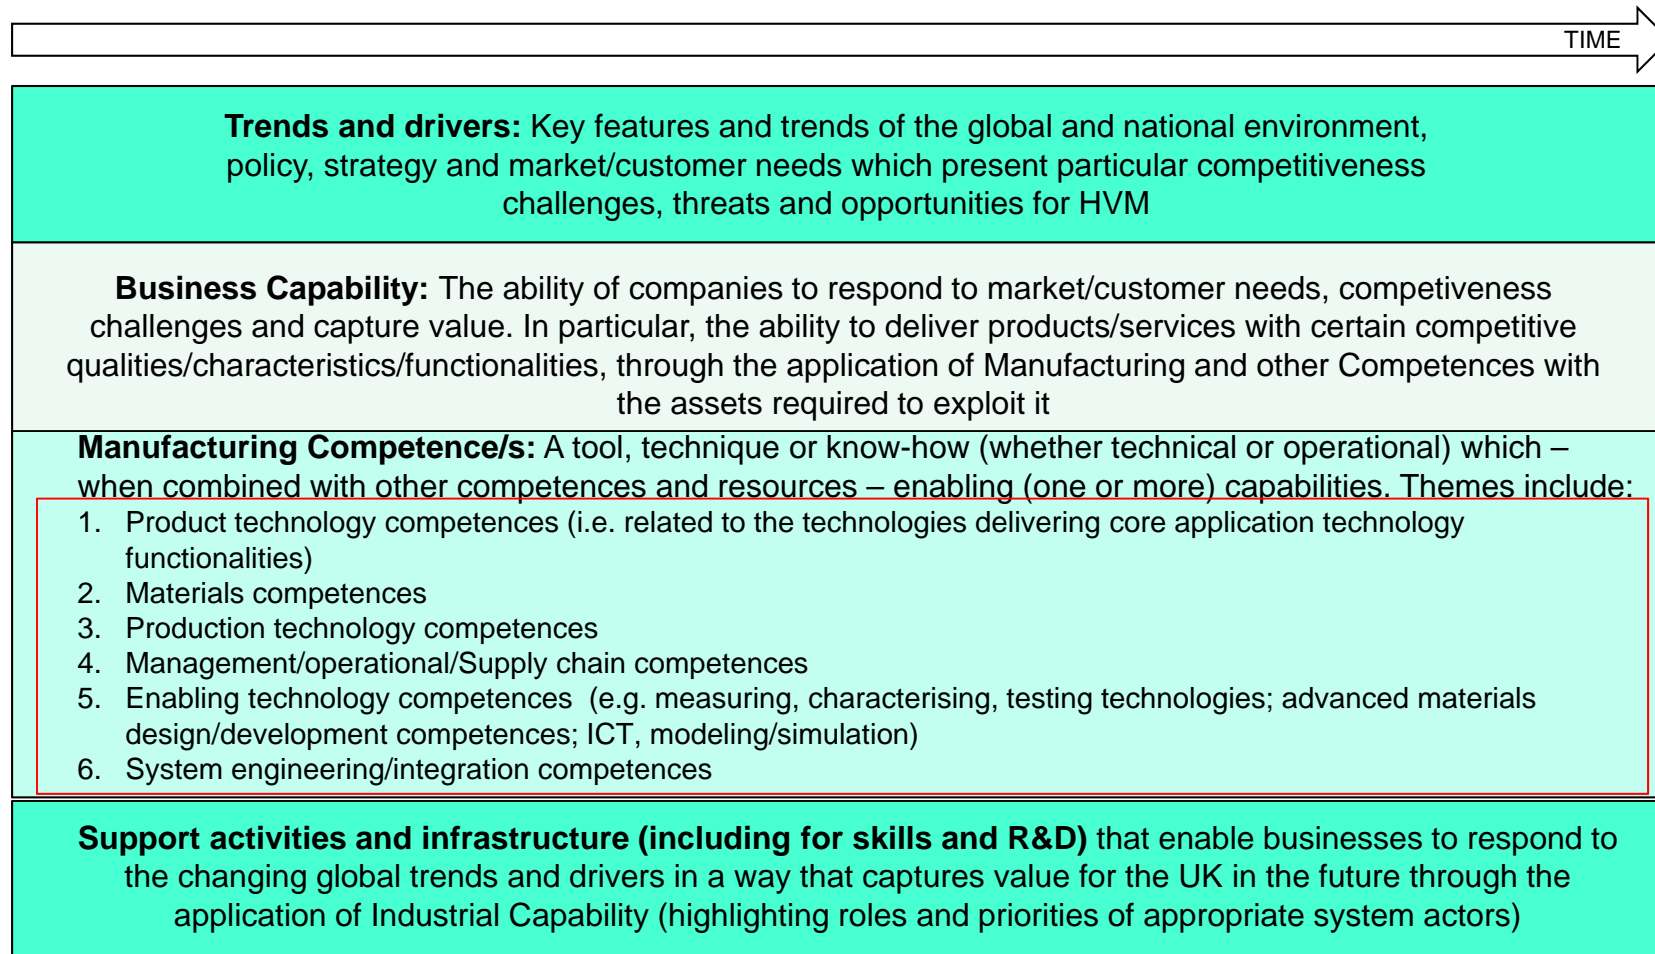 TIME
Trends and drivers: Key features and trends of the global and national environment,
policy, strategy and market/customer needs which present particular competitiveness
challenges, threats and opportunities for HVM
Business Capability: The ability of companies to respond to market/customer needs, competiveness
challenges and capture value. In particular, the ability to deliver products/services with certain competitive
qualities/characteristics/functionalities, through the application of Manufacturing and other Competences with
the assets required to exploit it
Manufacturing Competence/s: A tool, technique or know-how (whether technical or operational) which –
when combined with other competences and resources – enabling (one or more) capabilities. Themes include:
1. Product technology competences (i.e. related to the technologies delivering core application technology
functionalities)
2. Materials competences
3. Production technology competences
4. Management/operational/Supply chain competences
5. Enabling technology competences (e.g. measuring, characterising, testing technologies; advanced materials
design/development competences; ICT, modeling/simulation)
6. System engineering/integration competences
Support activities and infrastructure (including for skills and R&D) that enable businesses to respond to
the changing global trends and drivers in a way that captures value for the UK in the future through the
application of Industrial Capability (highlighting roles and priorities of appropriate system actors)